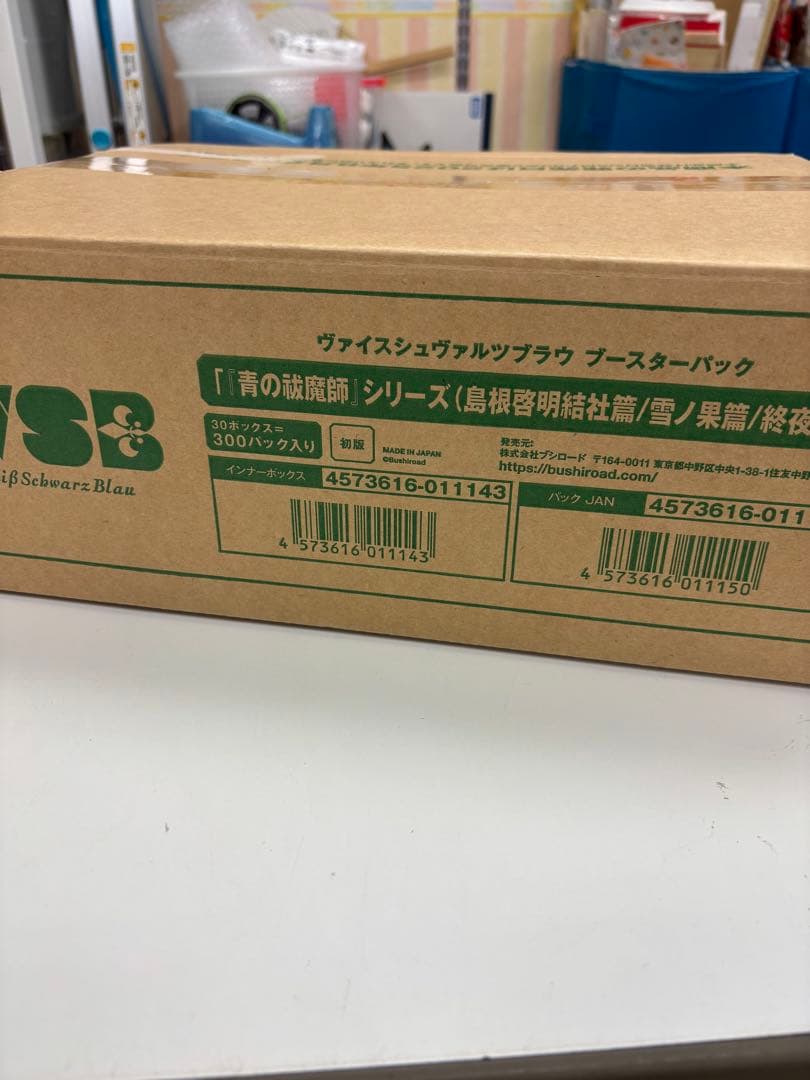 ヴァイスシュヴァルツブラウ ブースターパック
「『青の祓魔師』シリーズ(島根啓明結社篇/雪ノ果篇/終夜
WSB
iß Schwarz Blau
30ボックス=
300パック入り
初版
MADE IN JAPAN
©Bushiroad
発売元:
株式会社ブシロード 〒164-0011 東京都中野区中央1-38-1住友中野
https://bushiroad.com/
インナーボックス 4573616-011143
4 573616 011143
パック JAN 4573616-011
4 573616 011150